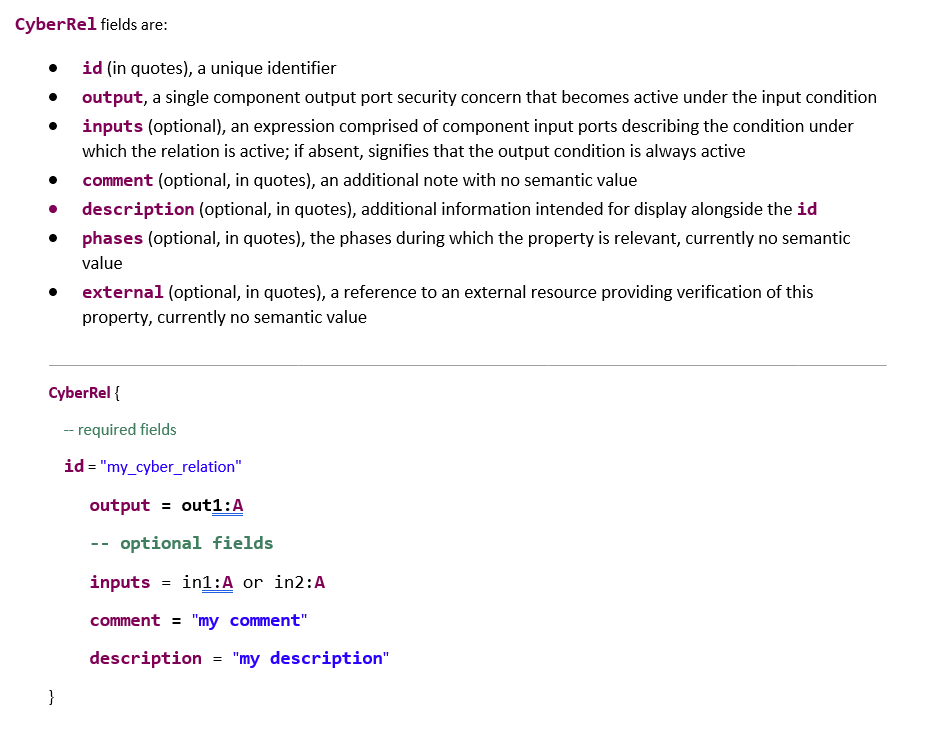 CyberRel fields are:
● id (in quotes), a unique identifier
● output, a single component output port security concern that becomes active under the input condition
● inputs (optional), an expression comprised of component input ports describing the condition under
which the relation is active; if absent, signifies that the output condition is always active
● comment (optional, in quotes), an additional note with no semantic value
● description (optional, in quotes), additional information intended for display alongside the id
● phases (optional, in quotes), the phases during which the property is relevant, currently no semantic
value
● external (optional, in quotes), a reference to an external resource providing verification of this
property, currently no semantic value
CyberRel {
-- required fields
id = "my_cyber_relation"
output = out1:A
-- optional fields
inputs = in1:A or in2:A
comment = "my comment"
description = "my description"
}